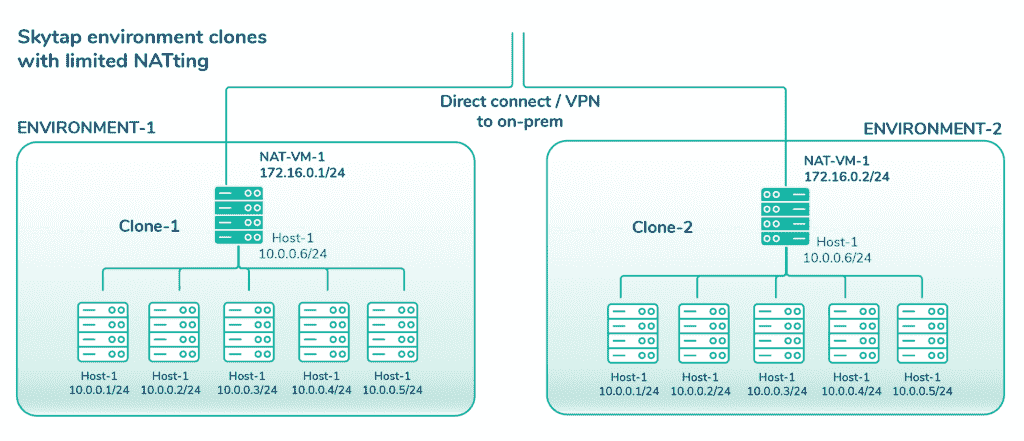 Skytap environment clones
with limited NATting
Direct connect / VPN
to on-prem
ENVIRONMENT-1
NAT-VM-1
172.16.0.1/24
Clone-1
Host-1
10.0.0.6/24
Host-1
10.0.0.1/24
Host-1
10.0.0.2/24
Host-1
10.0.0.3/24
Host-1
10.0.0.4/24
Host-1
10.0.0.5/24
ENVIRONMENT-2
NAT-VM-1
172.16.0.2/24
Clone-2
Host-1
10.0.0.6/24
Host-1
10.0.0.1/24
Host-1
10.0.0.2/24
Host-1
10.0.0.3/24
Host-1
10.0.0.4/24
Host-1
10.0.0.5/24